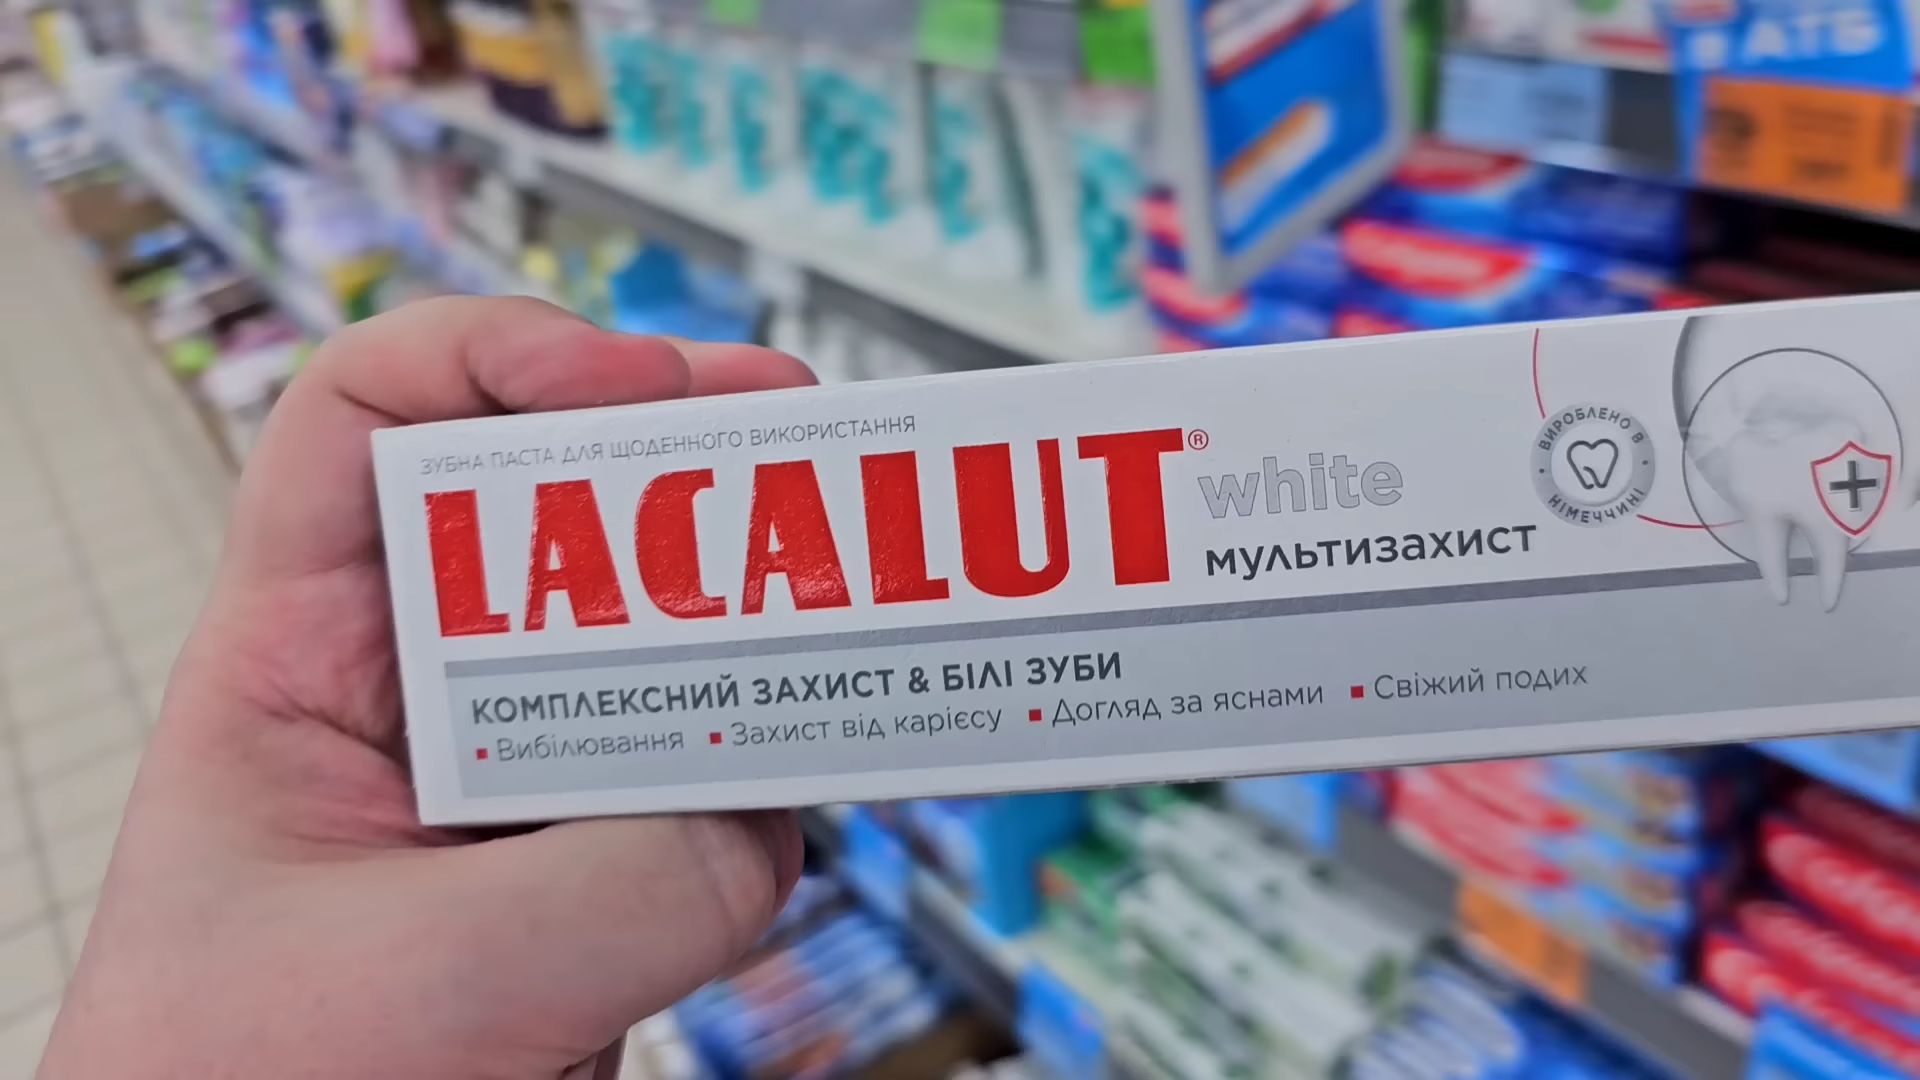 АТБ
ЗУБНА ПАСТА ДЛЯ ЩОДЕННОГО ВИКОРИСТАННЯ
LACALUT® white
мультизахист
ВИРОБЛЕНО В НІМЕЧЧИНІ
КОМПЛЕКСНИЙ ЗАХИСТ & БІЛІ ЗУБИ
▪ Вибілювання ▪ Захист від карієсу ▪ Догляд за яснами ▪ Свіжий подих